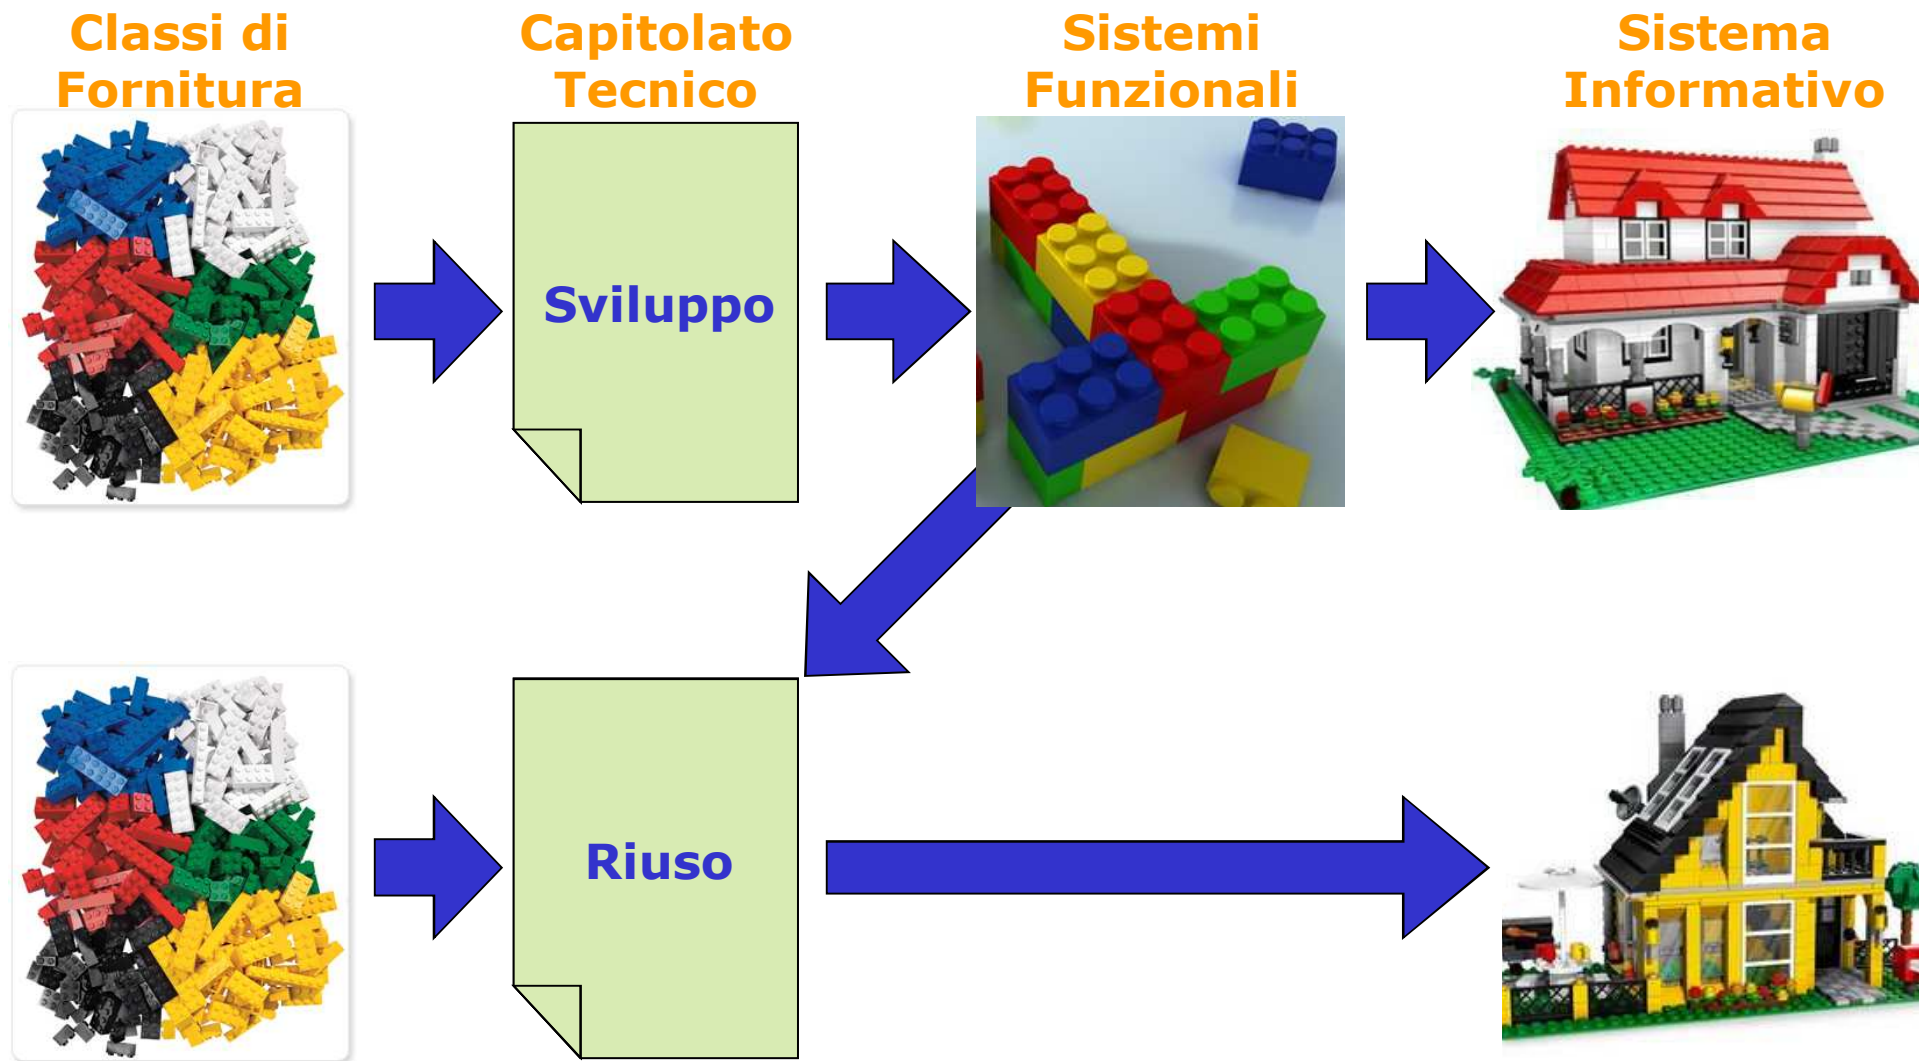 Classi di
Fornitura
Capitolato
Tecnico
Sistemi
Funzionali
Sistema
Informativo
Sviluppo
Riuso